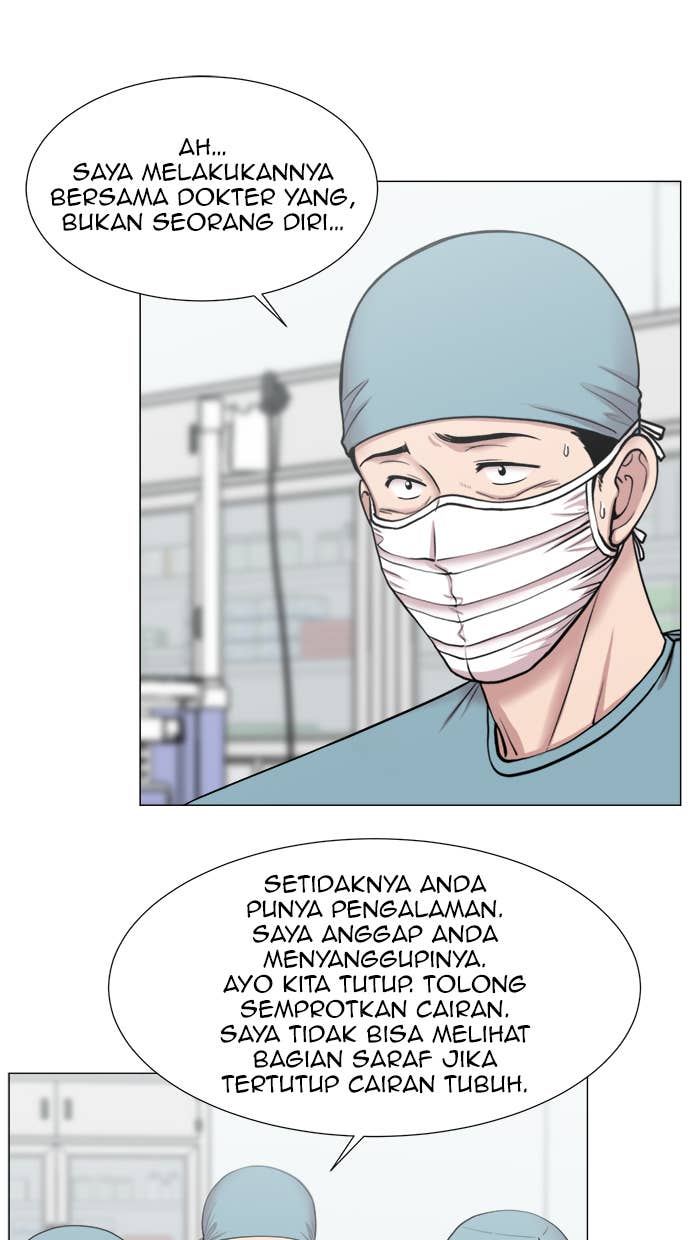 AH...
SAYA MELAKUKANNYA
BERSAMA DOKTER YANG,
BUKAN SEORANG DIRI...
SETIDAKNYA ANDA
PUNYA PENGALAMAN.
SAYA ANGGAP ANDA
MENYANGGUPINYA.
AYO KITA TUTUP. TOLONG
SEMPROTKAN CAIRAN.
SAYA TIDAK BISA MELIHAT
BAGIAN SARAF JIKA
TERTUTUP CAIRAN TUBUH.